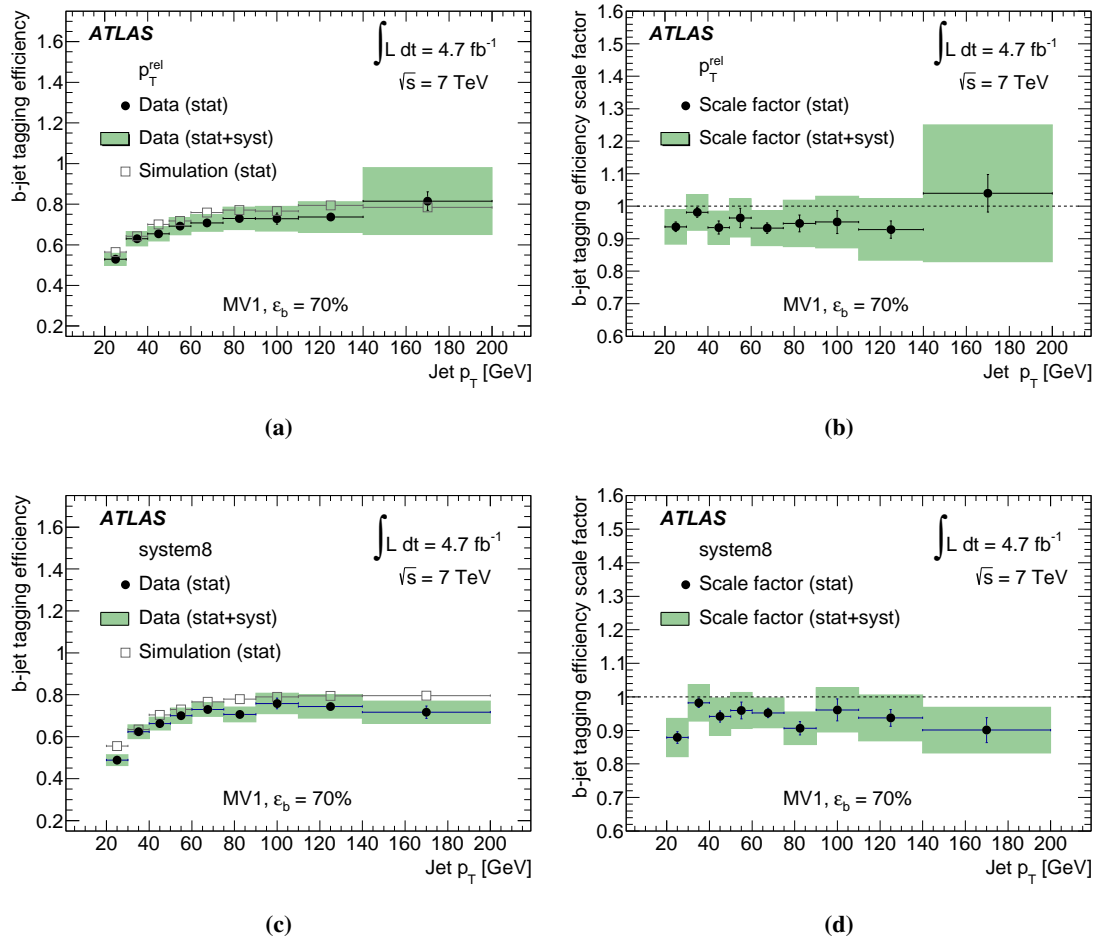 b-jet tagging efficiency
1.6
1.4
1.2
1
0.8
0.6
0.4
0.2
ATLAS
∫L dt = 4.7 fb⁻¹
√s = 7 TeV
p_T^rel
Data (stat)
Data (stat+syst)
Simulation (stat)
MV1, ε_b = 70%
20 40 60 80 100 120 140 160 180 200
Jet p_T [GeV]
(a)
b-jet tagging efficiency scale factor
1.6
1.5
1.4
1.3
1.2
1.1
1
0.9
0.8
0.7
0.6
ATLAS
∫L dt = 4.7 fb⁻¹
√s = 7 TeV
p_T^rel
Scale factor (stat)
Scale factor (stat+syst)
MV1, ε_b = 70%
20 40 60 80 100 120 140 160 180 200
Jet p_T [GeV]
(b)
b-jet tagging efficiency
1.6
1.4
1.2
1
0.8
0.6
0.4
0.2
ATLAS
∫L dt = 4.7 fb⁻¹
√s = 7 TeV
system8
Data (stat)
Data (stat+syst)
Simulation (stat)
MV1, ε_b = 70%
20 40 60 80 100 120 140 160 180 200
Jet p_T [GeV]
(c)
b-jet tagging efficiency scale factor
1.6
1.5
1.4
1.3
1.2
1.1
1
0.9
0.8
0.7
0.6
ATLAS
∫L dt = 4.7 fb⁻¹
√s = 7 TeV
system8
Scale factor (stat)
Scale factor (stat+syst)
MV1, ε_b = 70%
20 40 60 80 100 120 140 160 180 200
Jet p_T [GeV]
(d)